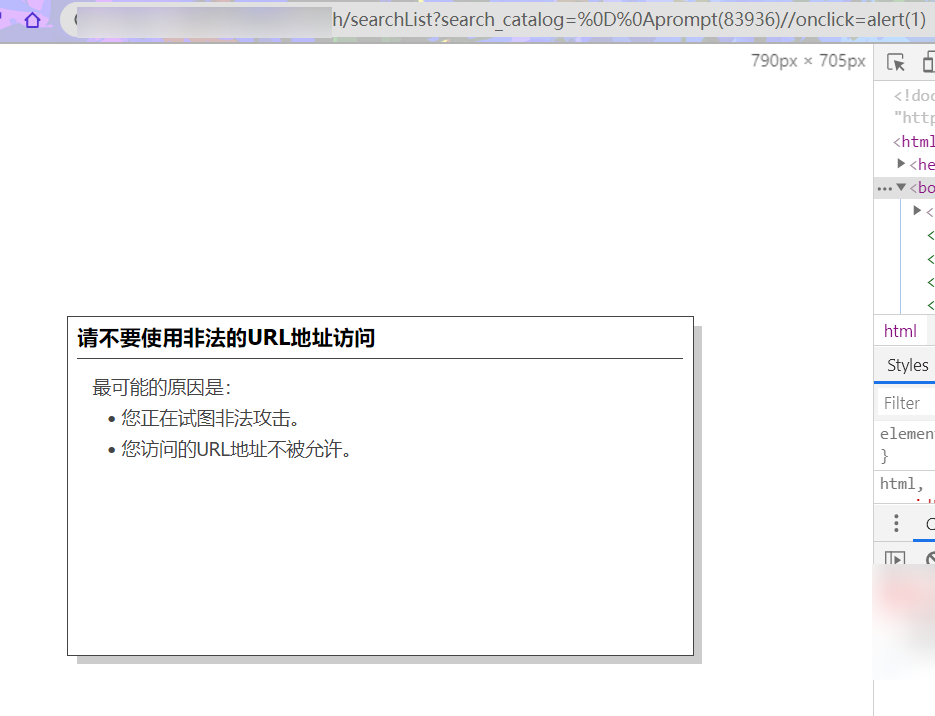 h/searchList?search_catalog=%0D%0Aprompt(83936)//onclick=alert(1)
790px × 705px
<!doc
"http
<html
<he
<bo
<
<
<
<
<
请不要使用非法的URL地址访问
最可能的原因是：
• 您正在试图非法攻击。
• 您访问的URL地址不被允许。
html
Styles
Filter
elemen
}
html,